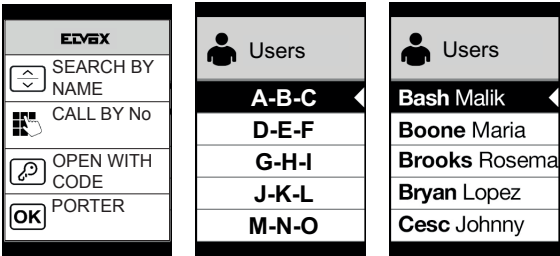 ELVOX
SEARCH BY
NAME
CALL BY No
OPEN WITH
CODE
OK
PORTER
Users
A-B-C
D-E-F
G-H-I
J-K-L
M-N-O
Users
Bash Malik
Boone Maria
Brooks Rosema
Bryan Lopez
Cesc Johnny